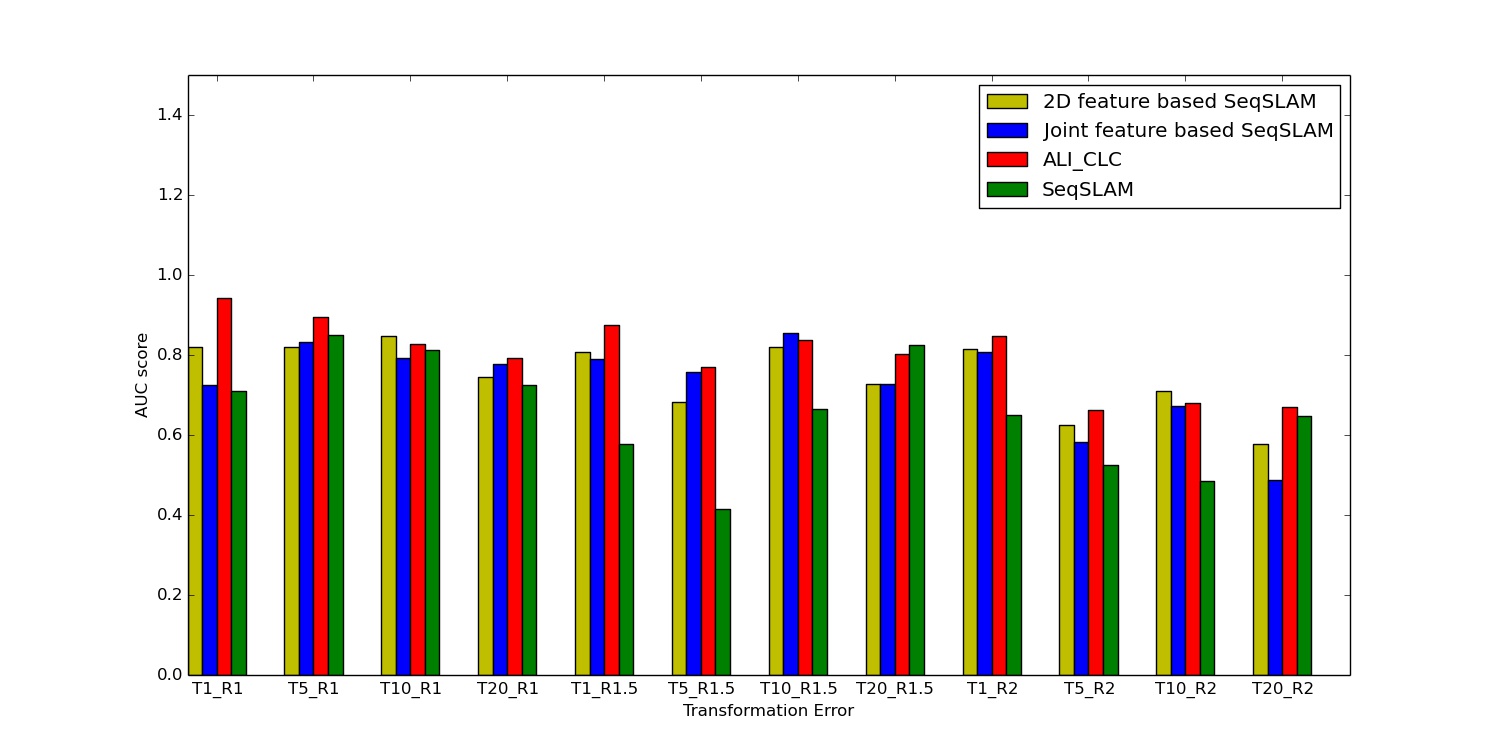 1.4
1.2
1.0
0.8
0.6
0.4
0.2
0.0
AUC score
2D feature based SeqSLAM
Joint feature based SeqSLAM
ALI_CLC
SeqSLAM
T1_R1 T5_R1 T10_R1 T20_R1 T1_R1.5 T5_R1.5 T10_R1.5 T20_R1.5 T1_R2 T5_R2 T10_R2 T20_R2
Transformation Error